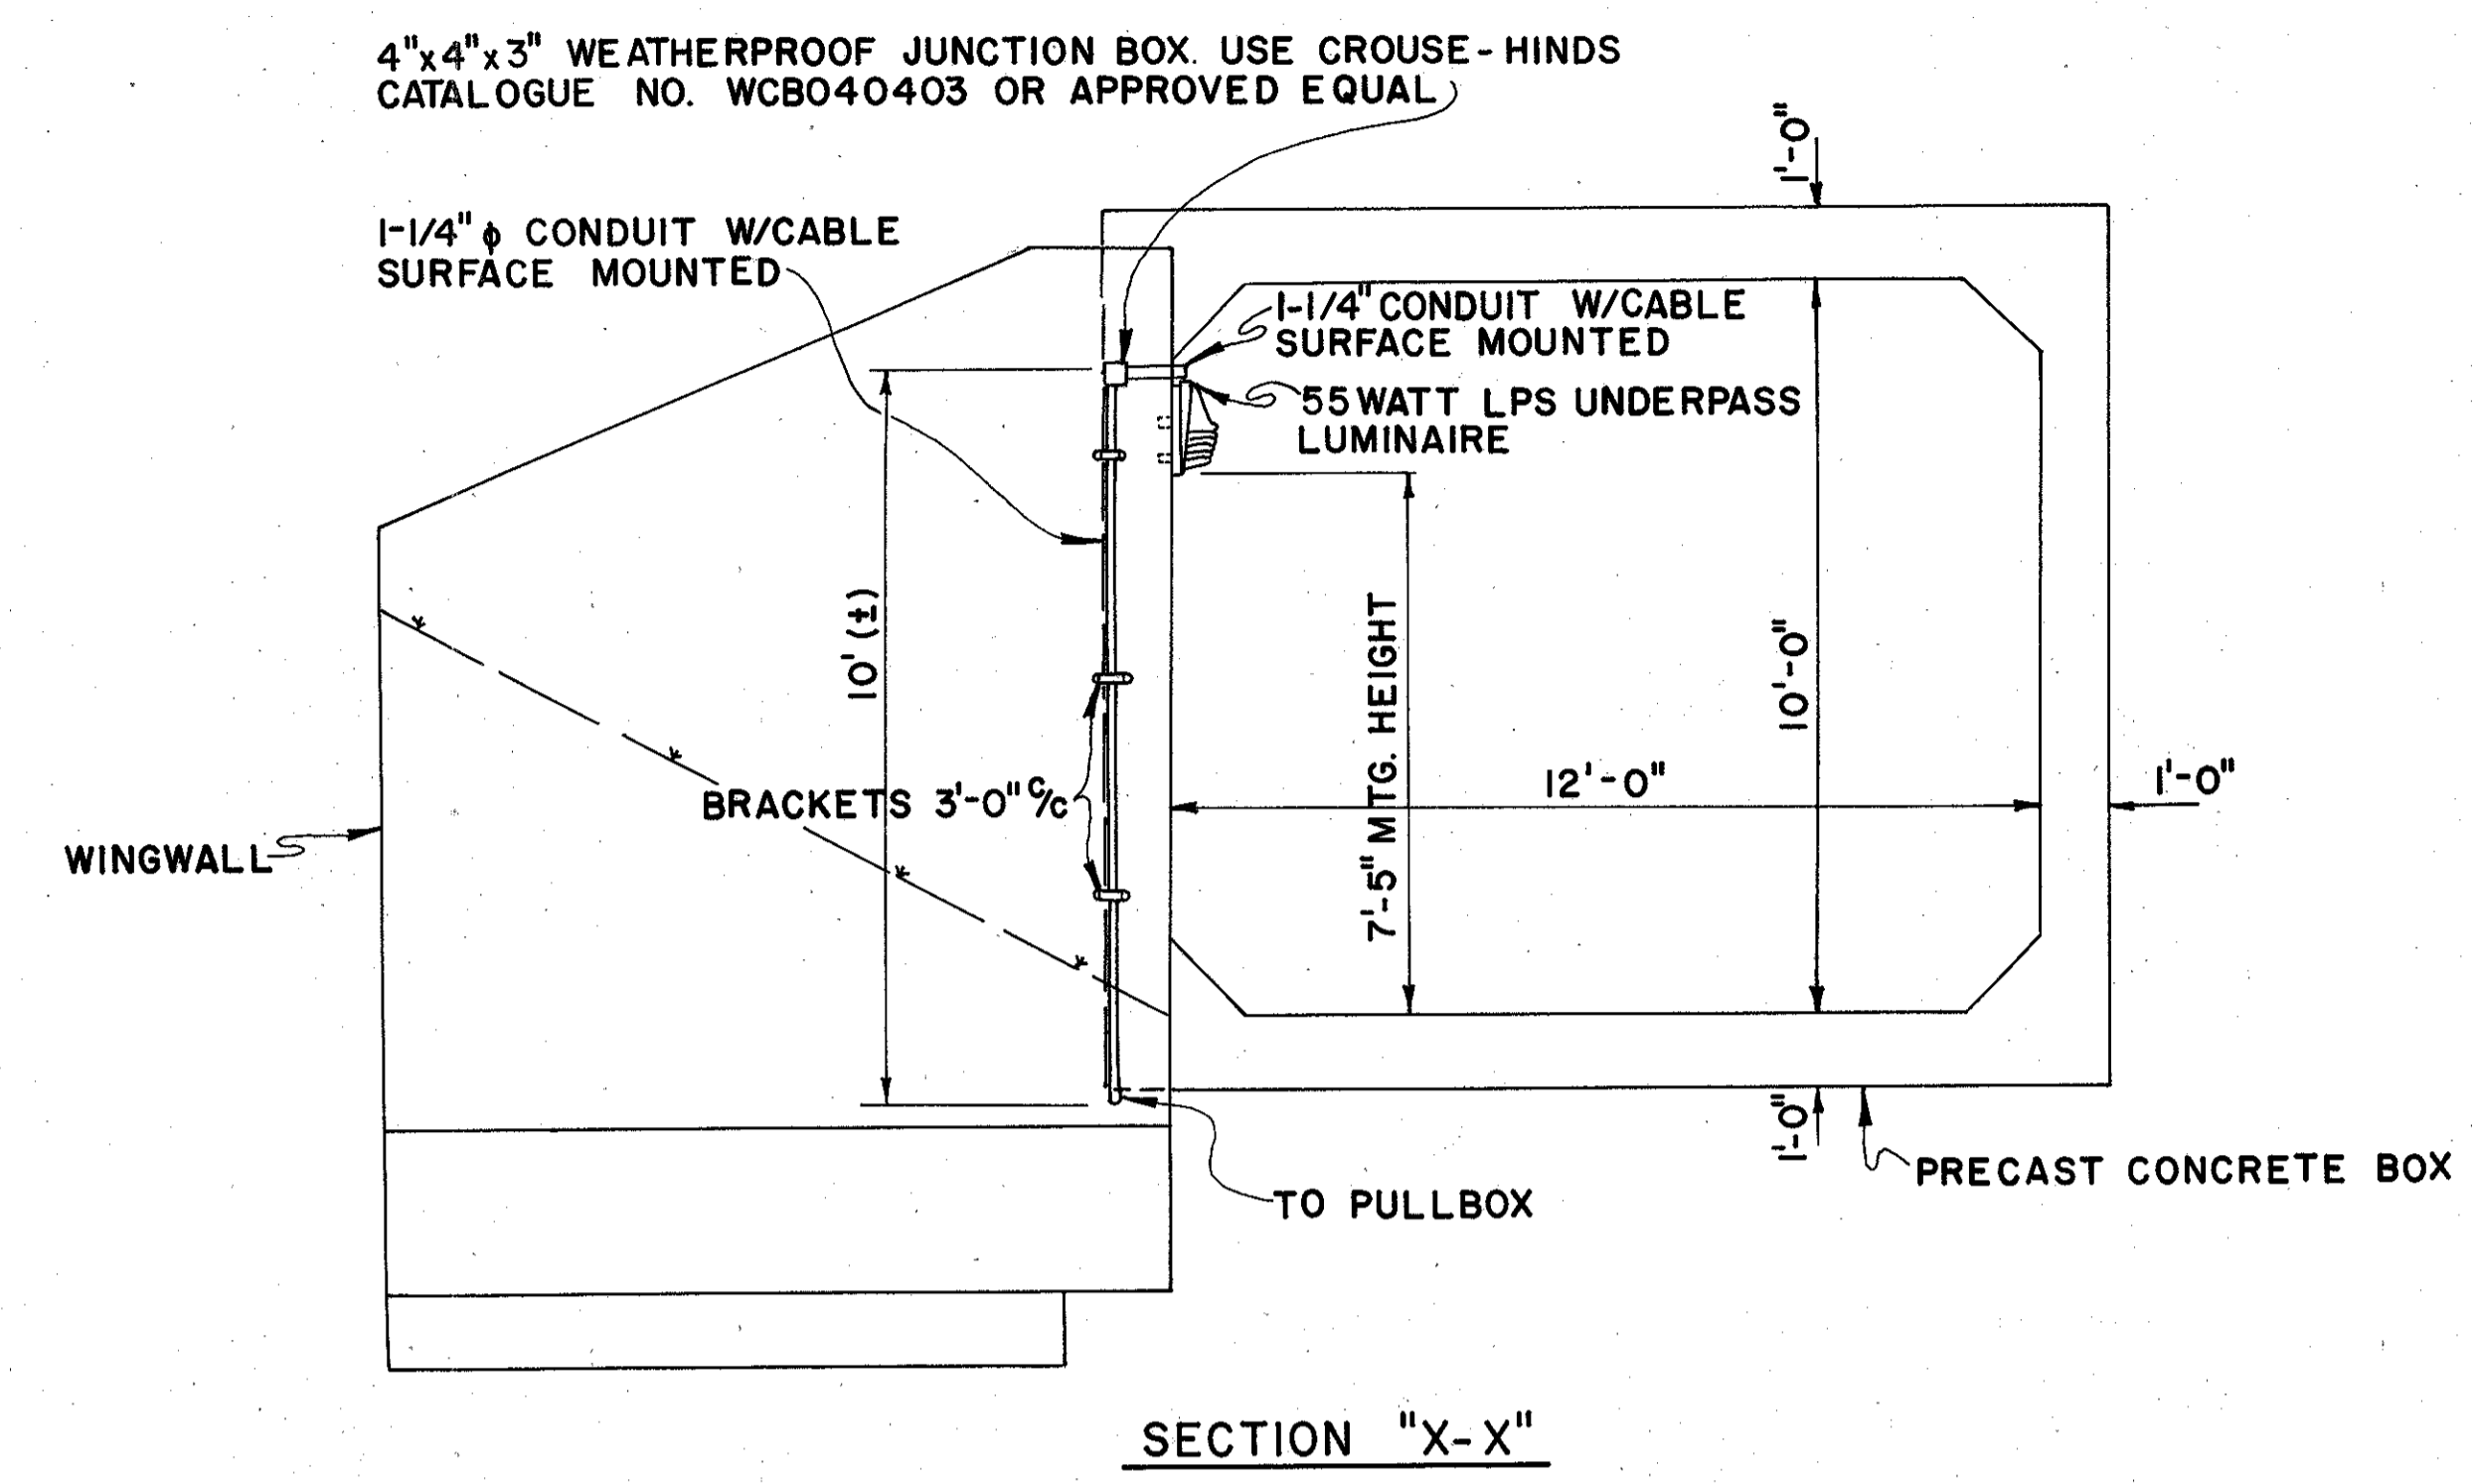 4"x4"x3" WEATHERPROOF JUNCTION BOX. USE CROUSE-HINDS
CATALOGUE NO. WCB040403 OR APPROVED EQUAL
1'-0"
1-1/4" ϕ CONDUIT W/CABLE
SURFACE MOUNTED
1-1/4" CONDUIT W/CABLE
SURFACE MOUNTED
55 WATT LPS UNDERPASS
LUMINAIRE
10' (±)
7'-5" MTG. HEIGHT
10'-0"
12'-0"
1'-0"
BRACKETS 3'-0" C/C
WINGWALL
1'-0"
PRECAST CONCRETE BOX
TO PULLBOX
SECTION "X-X"